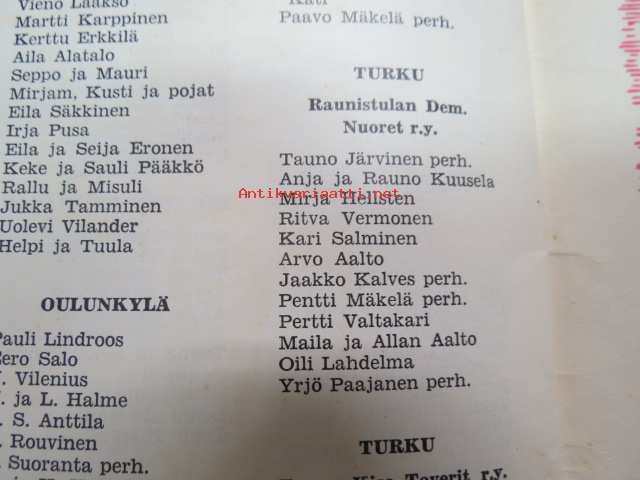 Vieno Laakso
Martti Karppinen
Kerttu Erkkilä
Aila Alatalo
Seppo ja Mauri
Mirjam, Kusti ja pojat
Eila Säkkinen
Irja Pusa
Eila ja Seija Eronen
Keke ja Sauli Pääkkö
Rallu ja Misuli
Jukka Tamminen
Uolevi Vilander
Helpi ja Tuula
OULUNKYLÄ
Pauli Lindroos
Eero Salo
Vilenius
ja L. Halme
S. Anttila
Rouvinen
Suoranta perh.
Paavo Mäkelä perh.
TURKU
Raunistulan Dem.
Nuoret r.y.
Tauno Järvinen perh.
Anja ja Rauno Kuusela
Antikvariaatti.net
Mirja Hellsten
Ritva Vermonen
Kari Salminen
Arvo Aalto
Jaakko Kalves perh.
Pentti Mäkelä perh.
Pertti Valtakari
Maila ja Allan Aalto
Oili Lahdelma
Yrjö Paajanen perh.
TURKU
Toverit r.y.